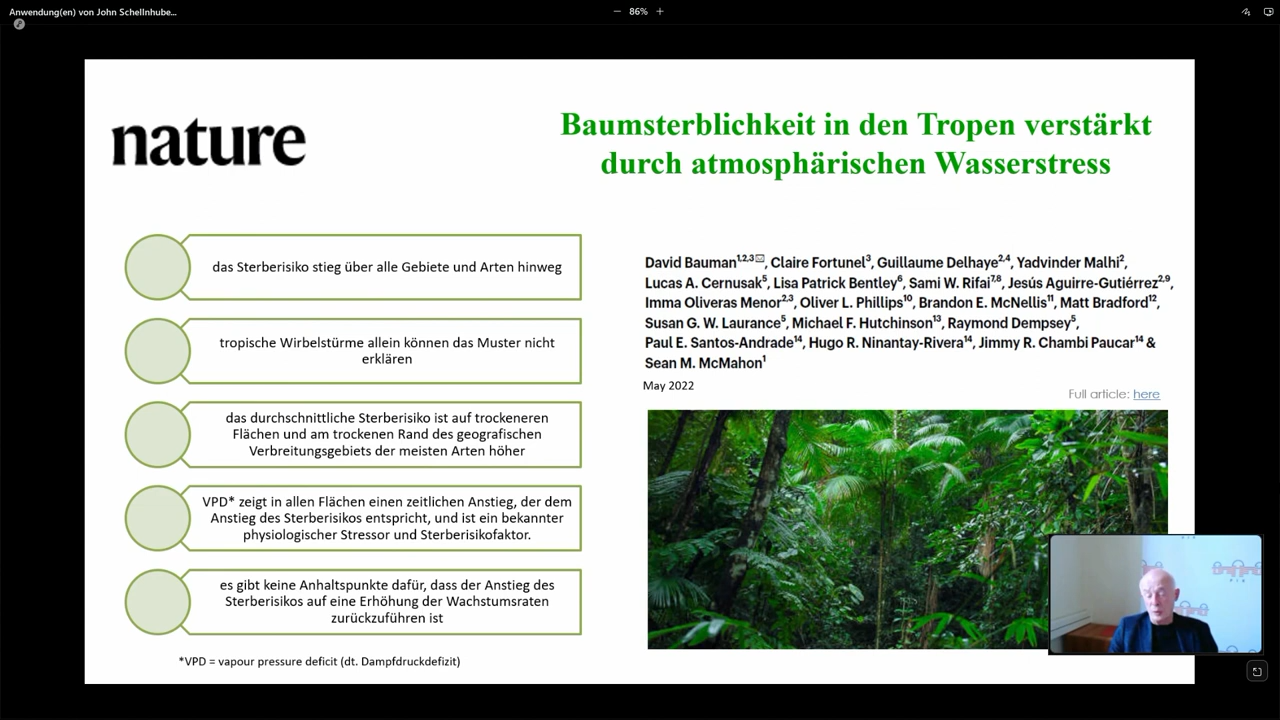 Anwendung(en) von John Schellnhube...
86%
nature
Baumsterblichkeit in den Tropen verstärkt
durch atmosphärischen Wasserstress
das Sterberisiko stieg über alle Gebiete und Arten hinweg
tropische Wirbelstürme allein können das Muster nicht
erklären
das durchschnittliche Sterberisiko ist auf trockeneren
Flächen und am trockenen Rand des geografischen
Verbreitungsgebiets der meisten Arten höher
VPD* zeigt in allen Flächen einen zeitlichen Anstieg, der dem
Anstieg des Sterberisikos entspricht, und ist ein bekannter
physiologischer Stressor und Sterberisikofaktor.
es gibt keine Anhaltspunkte dafür, dass der Anstieg des
Sterberisikos auf eine Erhöhung der Wachstumsraten
zurückzuführen ist
*VPD = vapour pressure deficit (dt. Dampfdruckdefizit)
David Bauman1,2,3✉, Claire Fortunel3, Guillaume Delhaye2,4, Yadvinder Malhi2,
Lucas A. Cernusak5, Lisa Patrick Bentley6, Sami W. Rifai7,8, Jesús Aguirre-Gutiérrez2,9,
Imma Oliveras Menor2,3, Oliver L. Phillips10, Brandon E. McNellis11, Matt Bradford12,
Susan G. W. Laurance5, Michael F. Hutchinson13, Raymond Dempsey5,
Paul E. Santos-Andrade14, Hugo R. Ninantay-Rivera14, Jimmy R. Chambi Paucar14 &
Sean M. McMahon1
May 2022
Full article: here